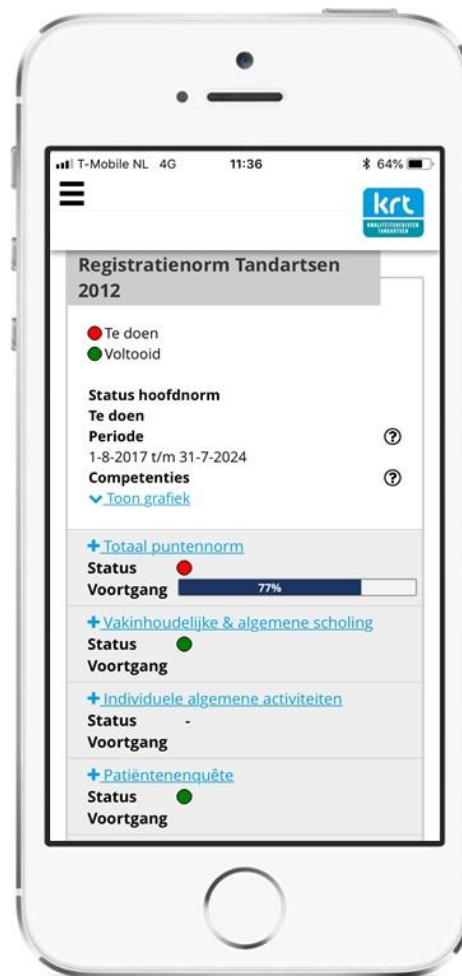 T-Mobile NL 4G 11:36 64%
krt
KWALITEITSREGISTER
TANDARTSEN
Registratienorm Tandartsen
2012
Te doen
Voltooid
Status hoofdnorm
Te doen
Periode ?
1-8-2017 t/m 31-7-2024
Competenties ?
Toon grafiek
+ Totaal puntennorm
Status
Voortgang 77%
+ Vakinhoudelijke & algemene scholing
Status
Voortgang
+ Individuele algemene activiteiten
Status -
Voortgang
+ Patiëntenenquête
Status
Voortgang